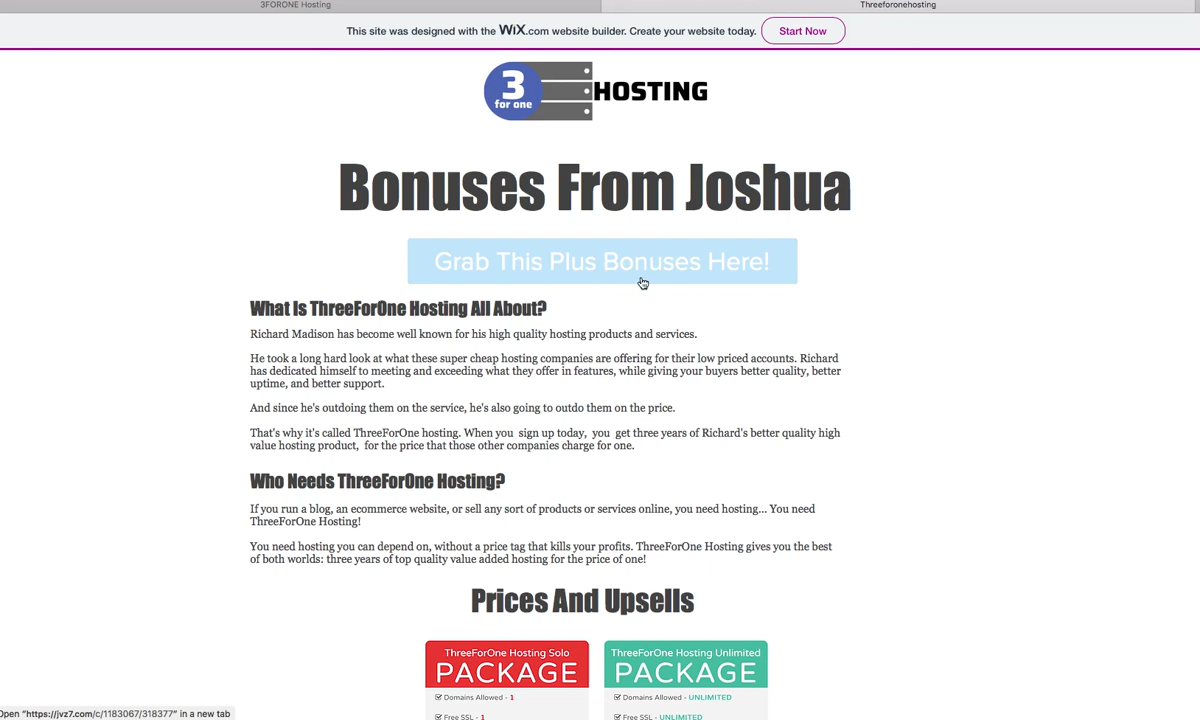 3FORONE Hosting
Threeforonehosting
This site was designed with the WiX.com website builder. Create your website today.
Start Now
3
for one
HOSTING
Bonuses From Joshua
Grab This Plus Bonuses Here!
What Is ThreeForOne Hosting All About?
Richard Madison has become well known for his high quality hosting products and services.
He took a long hard look at what these super cheap hosting companies are offering for their low priced accounts. Richard
has dedicated himself to meeting and exceeding what they offer in features, while giving your buyers better quality, better
uptime, and better support.
And since he's outdoing them on the service, he's also going to outdo them on the price.
That's why it's called ThreeForOne hosting. When you sign up today, you get three years of Richard's better quality high
value hosting product, for the price that those other companies charge for one.
Who Needs ThreeForOne Hosting?
If you run a blog, an ecommerce website, or sell any sort of products or services online, you need hosting... You need
ThreeForOne Hosting!
You need hosting you can depend on, without a price tag that kills your profits. ThreeForOne Hosting gives you the best
of both worlds: three years of top quality value added hosting for the price of one!
Prices And Upsells
ThreeForOne Hosting Solo
PACKAGE
Domains Allowed - 1
Free SSL - 1
ThreeForOne Hosting Unlimited
PACKAGE
Domains Allowed - UNLIMITED
Free SSL - UNLIMITED
Open "https://jvz7.com/c/1183067/318377" in a new tab